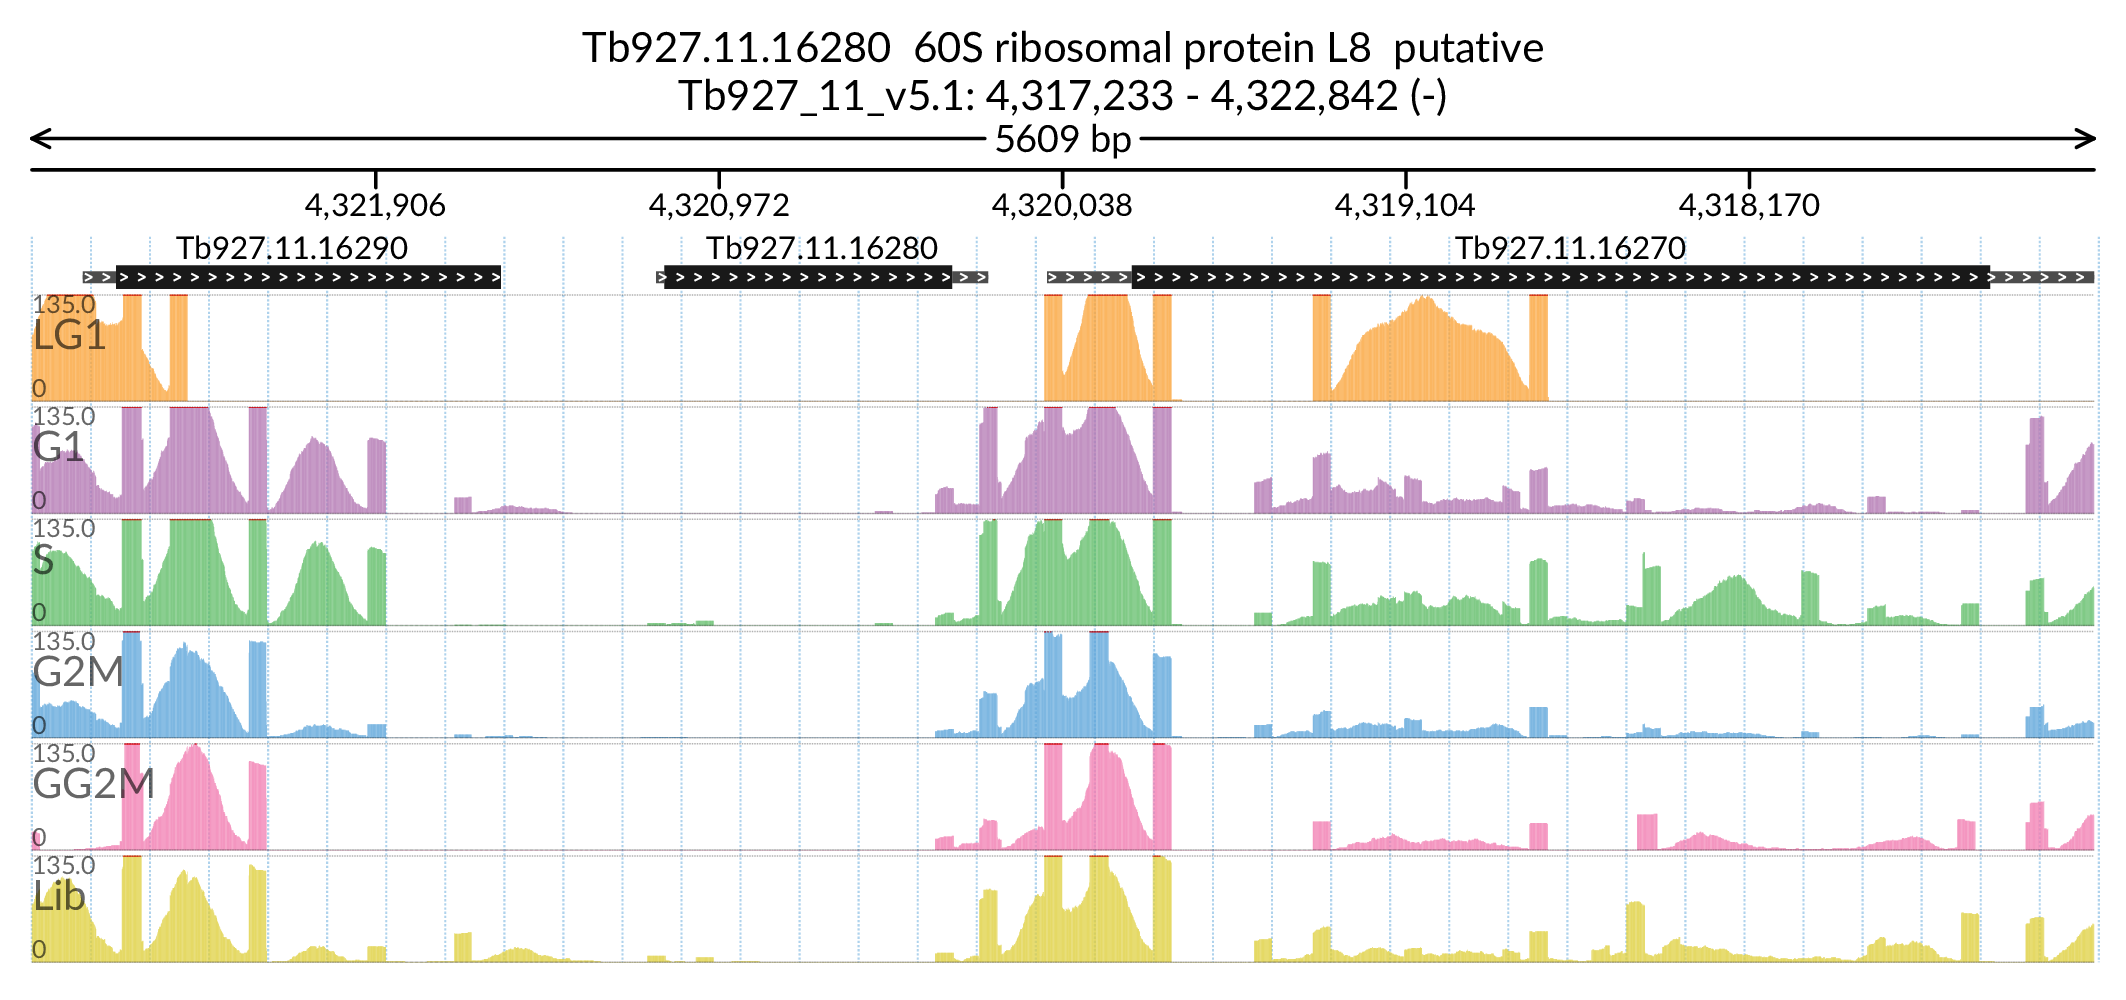 Tb927.11.16280  60S ribosomal protein L8  putative
Tb927_11_v5.1: 4,317,233 - 4,322,842 (-)
5609 bp
4,321,906 4,320,972 4,320,038 4,319,104 4,318,170
Tb927.11.16290 Tb927.11.16280 Tb927.11.16270
135.0
LG1
0
135.0
G1
0
135.0
S
0
135.0
G2M
0
135.0
GG2M
0
135.0
Lib
0